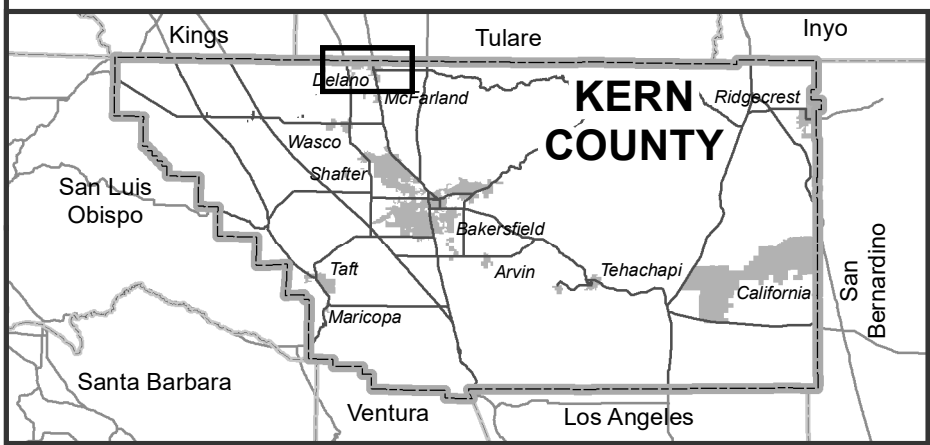 Kings
Tulare
Inyo
Delano
McFarland
KERN
COUNTY
Ridgecrest
Wasco
Shafter
San Luis
Obispo
Bakersfield
Taft
Arvin
Tehachapi
California
San
Bernardino
Maricopa
Santa Barbara
Ventura
Los Angeles